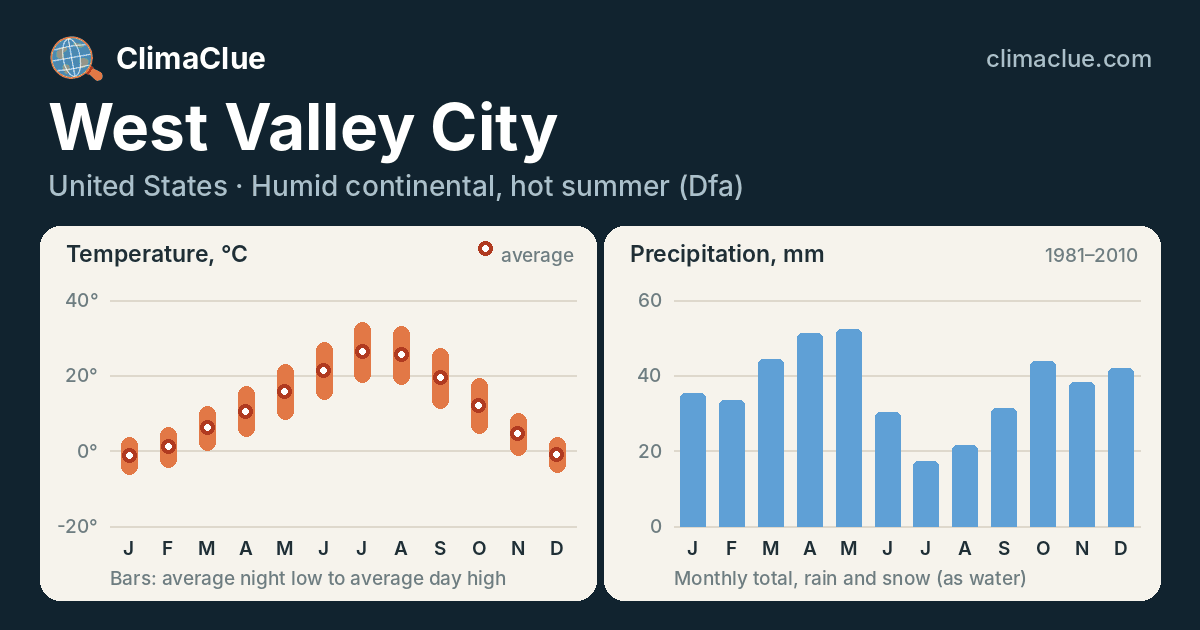 ClimaClue
climaclue.com
West Valley City
United States · Humid continental, hot summer (Dfa)
Temperature, °C
average
40°
20°
0°
-20°
J F M A M J J A S O N D
Bars: average night low to average day high
Precipitation, mm
1981–2010
60
40
20
0
J F M A M J J A S O N D
Monthly total, rain and snow (as water)